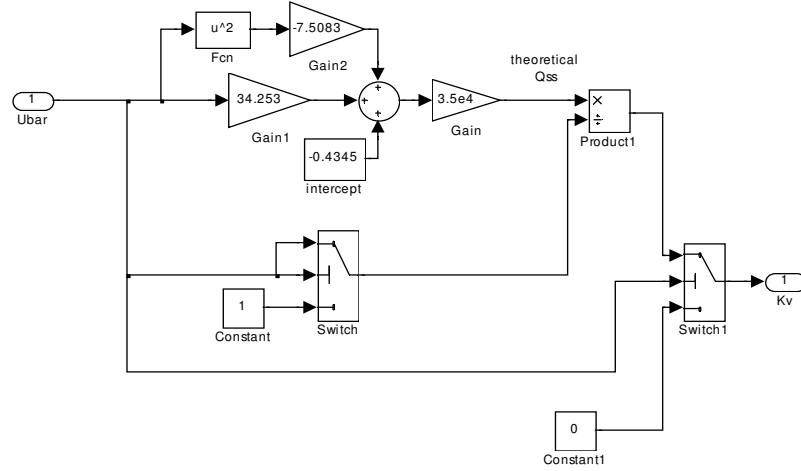 u^2
Fcn
-7.5083
Gain2
theoretical
Qss
1
Ubar
34.253
Gain1
+
+
+
3.5e4
Gain
×
÷
Product1
-0.4345
intercept
1
Constant
Switch
Switch1
1
Kv
0
Constant1